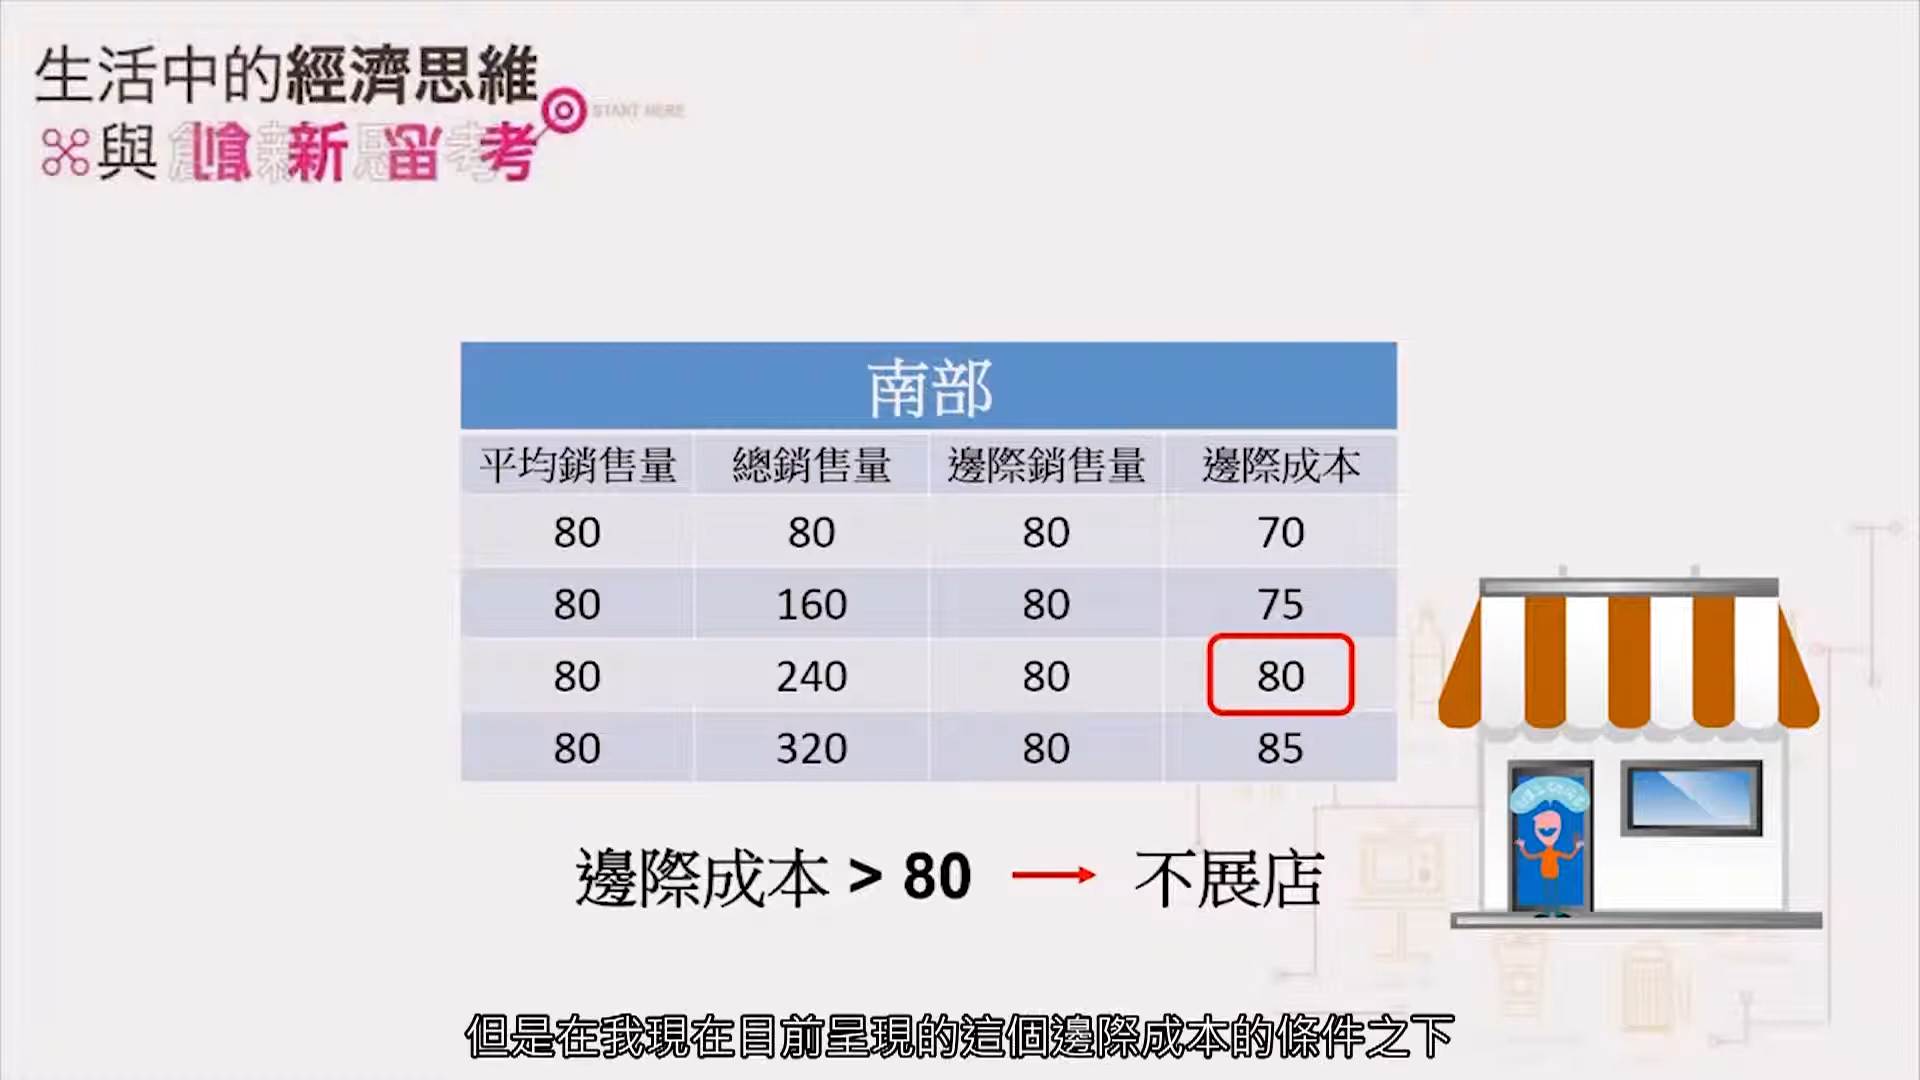 生活中的經濟思維
與創新思考
START HERE
南部
平均銷售量 總銷售量 邊際銷售量 邊際成本
80 80 80 70
80 160 80 75
80 240 80 80
80 320 80 85
邊際成本 > 80 → 不展店
但是在我現在目前呈現的這個邊際成本的條件之下